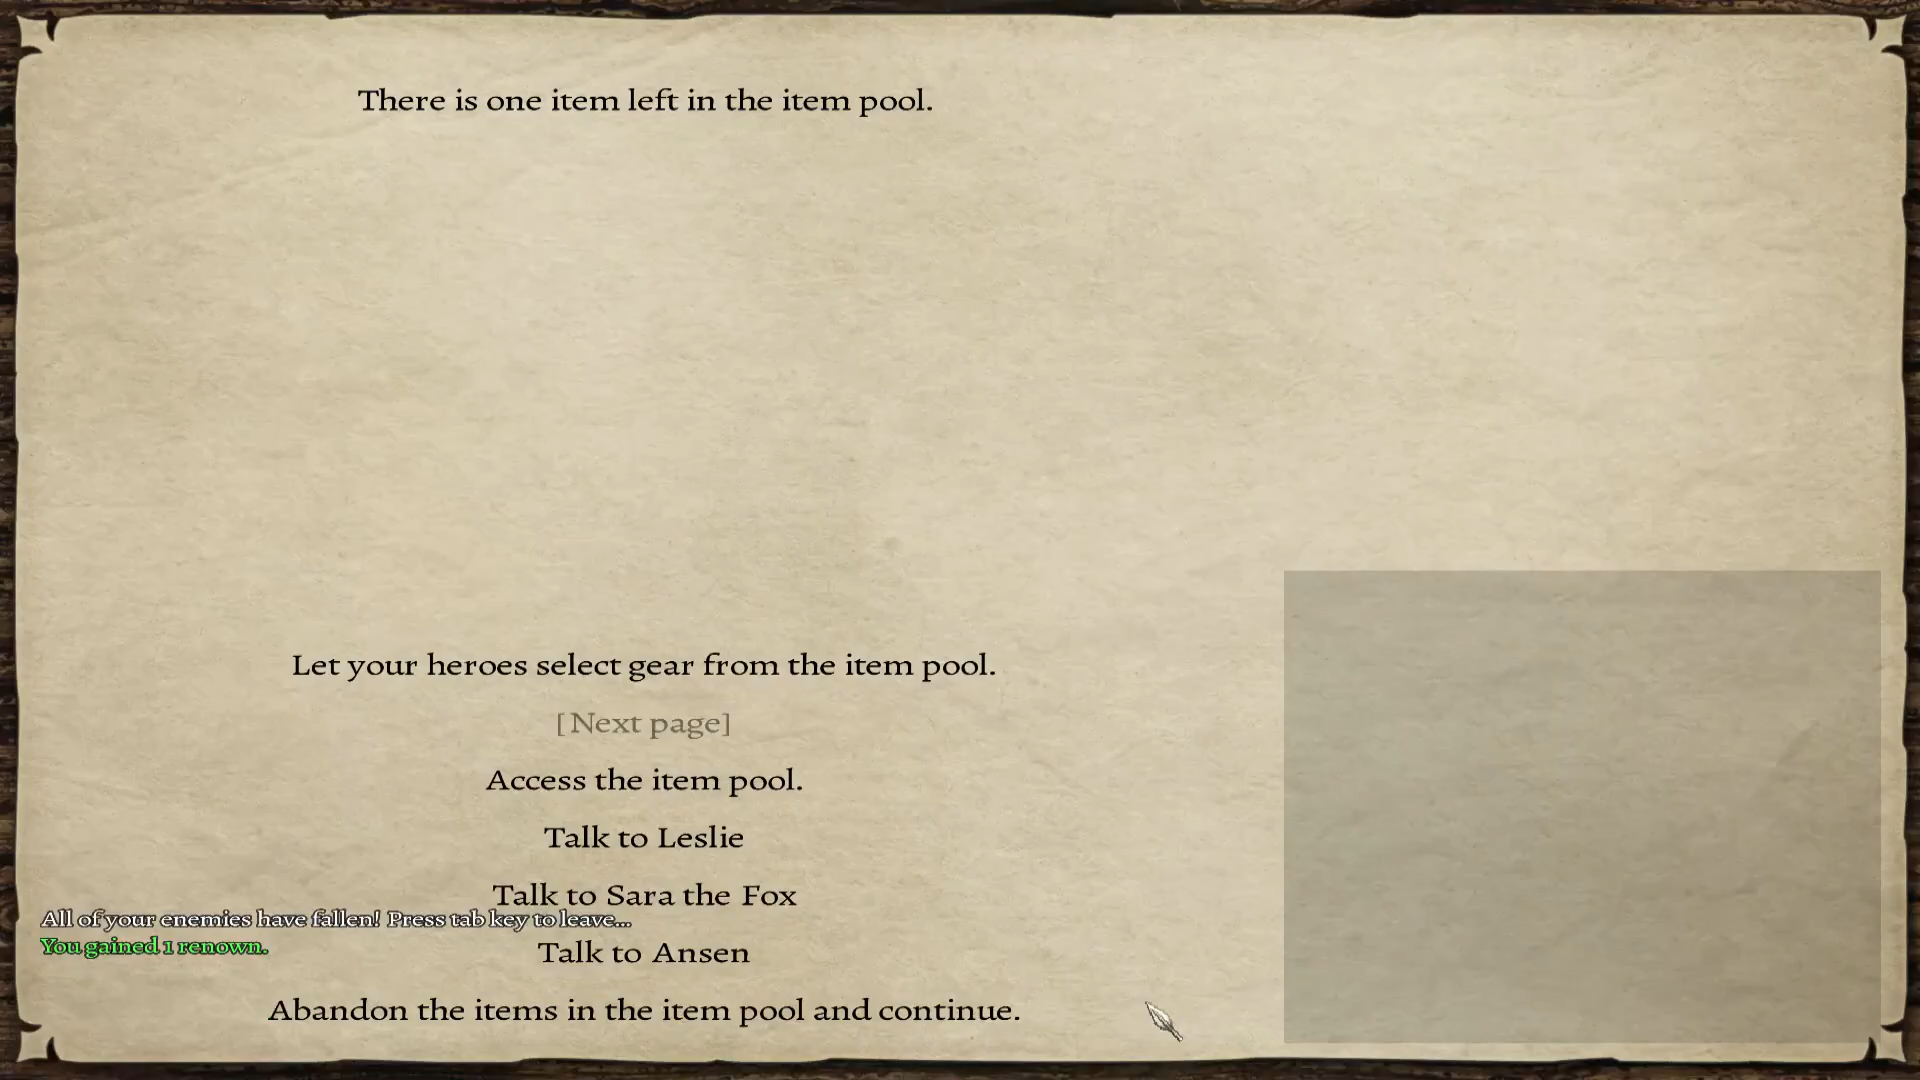 There is one item left in the item pool.
Let your heroes select gear from the item pool.
[Next page]
Access the item pool.
Talk to Leslie
Talk to Sara the Fox
All of your enemies have fallen! Press tab key to leave...
You gained 1 renown.
Talk to Ansen
Abandon the items in the item pool and continue.